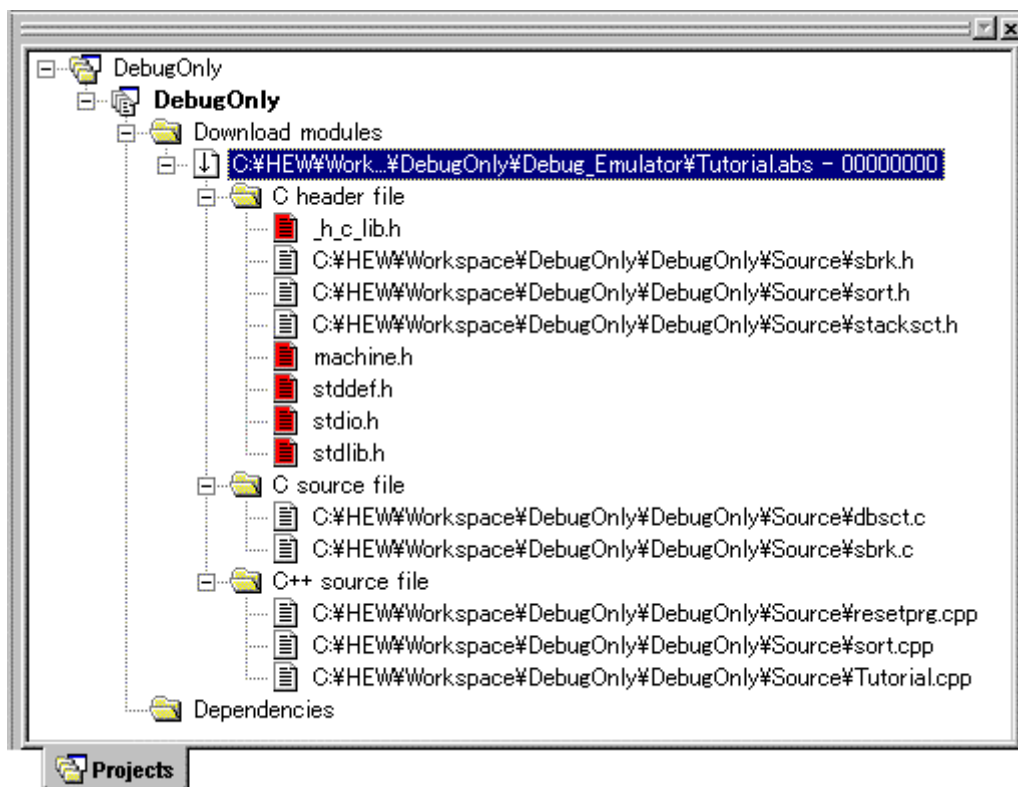 DebugOnly
DebugOnly
Download modules
C:¥HEW¥Work...¥DebugOnly¥Debug_Emulator¥Tutorial.abs - 00000000
C header file
_h_c_lib.h
C:¥HEW¥Workspace¥DebugOnly¥DebugOnly¥Source¥sbrk.h
C:¥HEW¥Workspace¥DebugOnly¥DebugOnly¥Source¥sort.h
C:¥HEW¥Workspace¥DebugOnly¥DebugOnly¥Source¥stacksct.h
machine.h
stddef.h
stdio.h
stdlib.h
C source file
C:¥HEW¥Workspace¥DebugOnly¥DebugOnly¥Source¥dbsct.c
C:¥HEW¥Workspace¥DebugOnly¥DebugOnly¥Source¥sbrk.c
C++ source file
C:¥HEW¥Workspace¥DebugOnly¥DebugOnly¥Source¥resetprg.cpp
C:¥HEW¥Workspace¥DebugOnly¥DebugOnly¥Source¥sort.cpp
C:¥HEW¥Workspace¥DebugOnly¥DebugOnly¥Source¥Tutorial.cpp
Dependencies
Projects